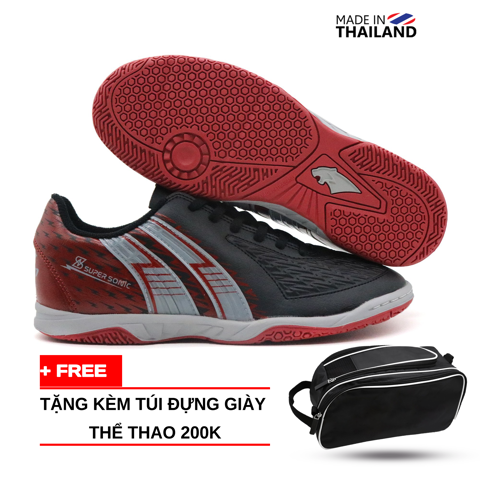 MADE IN
THAILAND
SUPER SONIC
+ FREE
TẶNG KÈM TÚI ĐỰNG GIÀY
THỂ THAO 200K